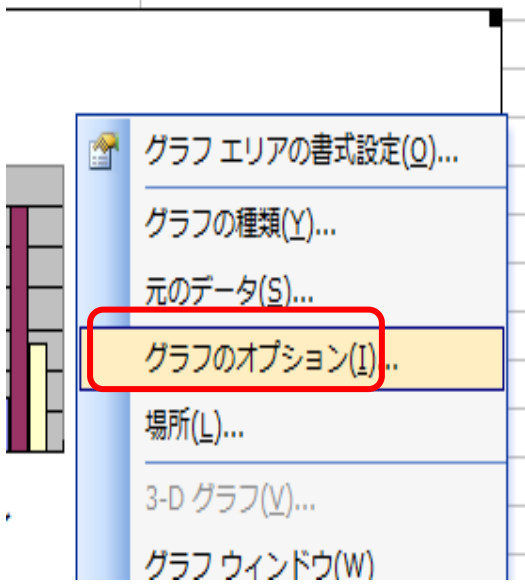 グラフ エリアの書式設定(O)...
グラフの種類(Y)...
元のデータ(S)...
グラフのオプション(I)...
場所(L)...
3-D グラフ(V)...
グラフ ウィンドウ(W)